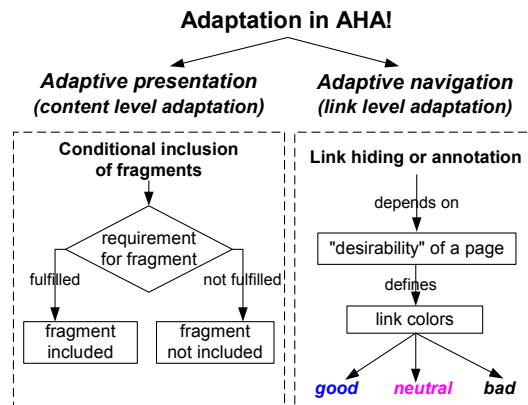 Adaptation in AHA!
Adaptive presentation
(content level adaptation)
Conditional inclusion
of fragments
requirement
for fragment
fulfilled
not fulfilled
fragment
included
fragment
not included
Adaptive navigation
(link level adaptation)
Link hiding or annotation
depends on
"desirability" of a page
defines
link colors
good
neutral
bad